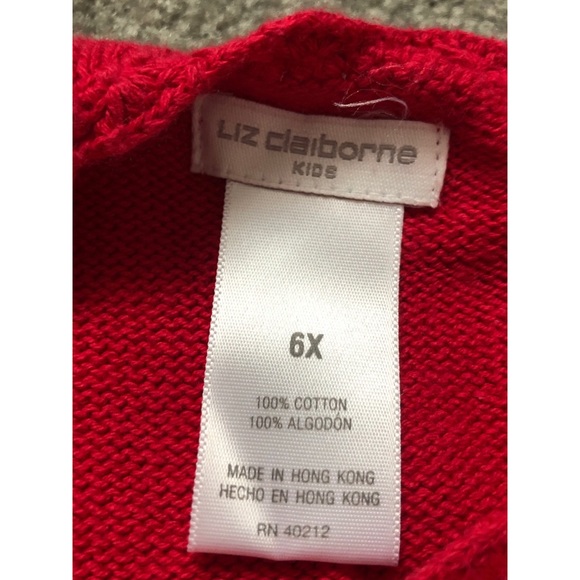 Liz claiborne
KIDS
6X
100% COTTON
100% ALGODÓN
MADE IN HONG KONG
HECHO EN HONG KONG
RN 40212